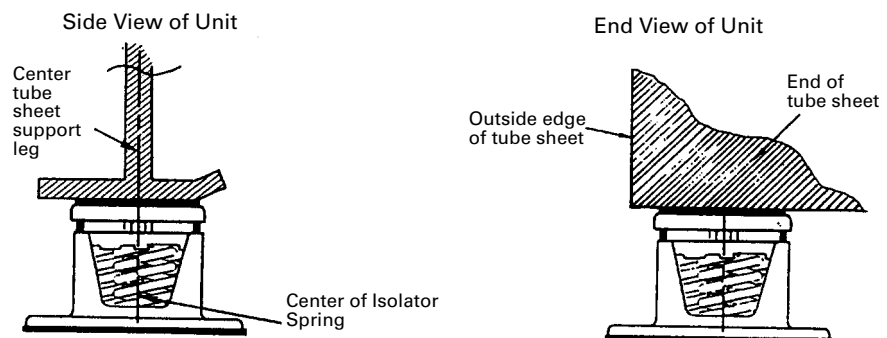 Side View of Unit
Center
tube
sheet
support
leg
Center of Isolator
Spring
End View of Unit
Outside edge
of tube sheet
End of
tube sheet